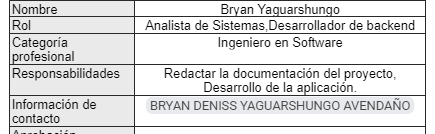 Nombre Bryan Yaguarshungo
Rol Analista de Sistemas,Desarrollador de backend
Categoría Ingeniero en Software
profesional
Responsabilidades Redactar la documentación del proyecto,
Desarrollo de la aplicación.
Información de BRYAN DENISS YAGUARSHUNGO AVENDAÑO
contacto
Aprobación